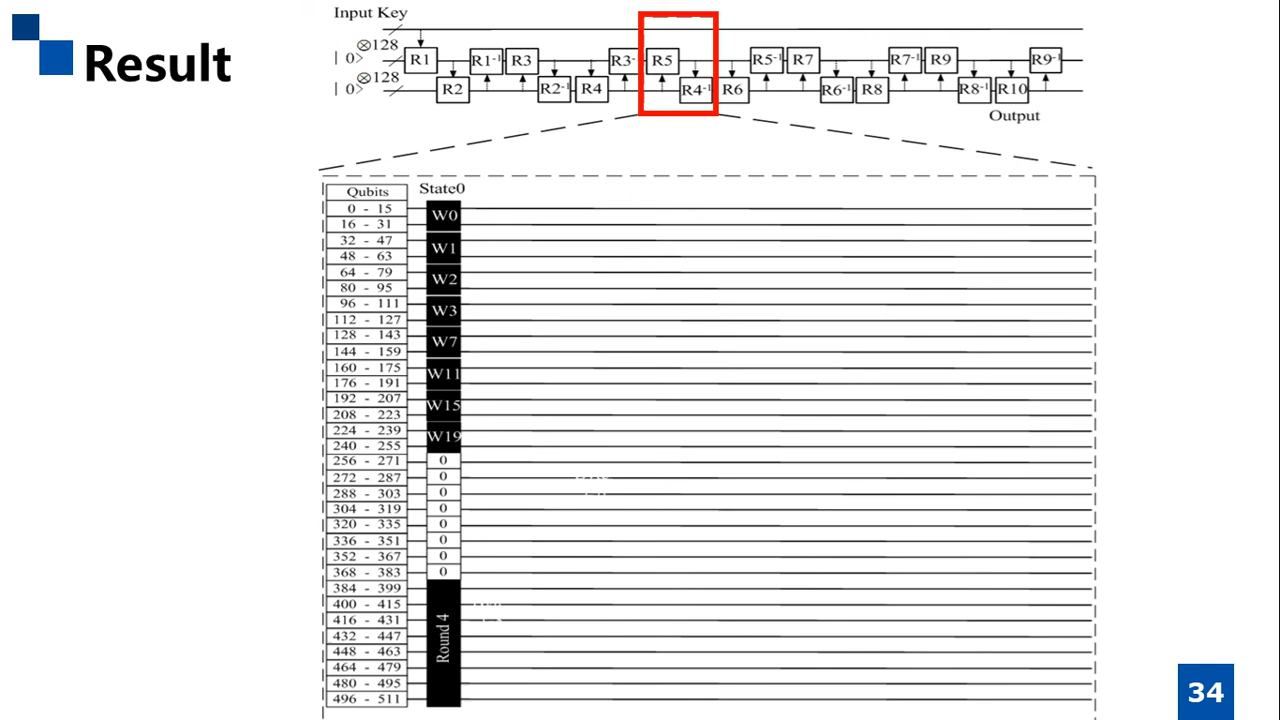 Result
Input Key
| 0> ⊗128
| 0> ⊗128
R1 R1⁻¹ R3 R3⁻ R5 R5⁻¹ R7 R7⁻¹ R9 R9⁻¹
R2 R2⁻¹ R4 R4⁻¹ R6 R6⁻¹ R8 R8⁻¹ R10
Output
Qubits State0
0 - 15 W0
16 - 31
32 - 47 W1
48 - 63
64 - 79 W2
80 - 95
96 - 111 W3
112 - 127
128 - 143 W7
144 - 159
160 - 175 W11
176 - 191
192 - 207 W15
208 - 223
224 - 239 W19
240 - 255
256 - 271 0
272 - 287 0
288 - 303 0
304 - 319 0
320 - 335 0
336 - 351 0
352 - 367 0
368 - 383 0
384 - 399
400 - 415
416 - 431
432 - 447 Round 4
448 - 463
464 - 479
480 - 495
496 - 511
34